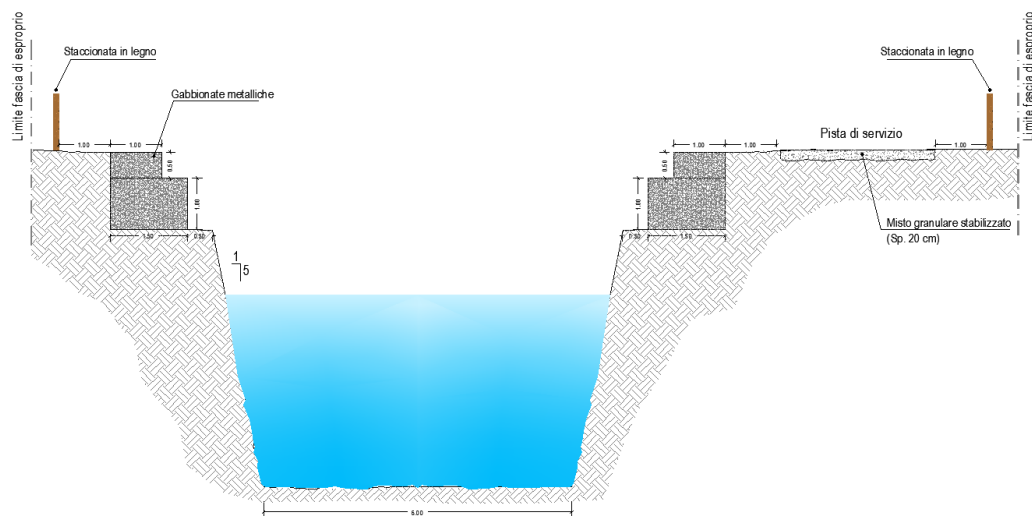 Limite fascia di esproprio
Staccionata in legno
Gabbionate metalliche
1.00
1.00
0.50
1.00
1.50
0.50
1
5
6.00
Staccionata in legno
Limite fascia di esproprio
Pista di servizio
1.00
1.00
1.00
0.50
1.00
0.50
1.50
Misto granulare stabilizzato
(Sp. 20 cm)